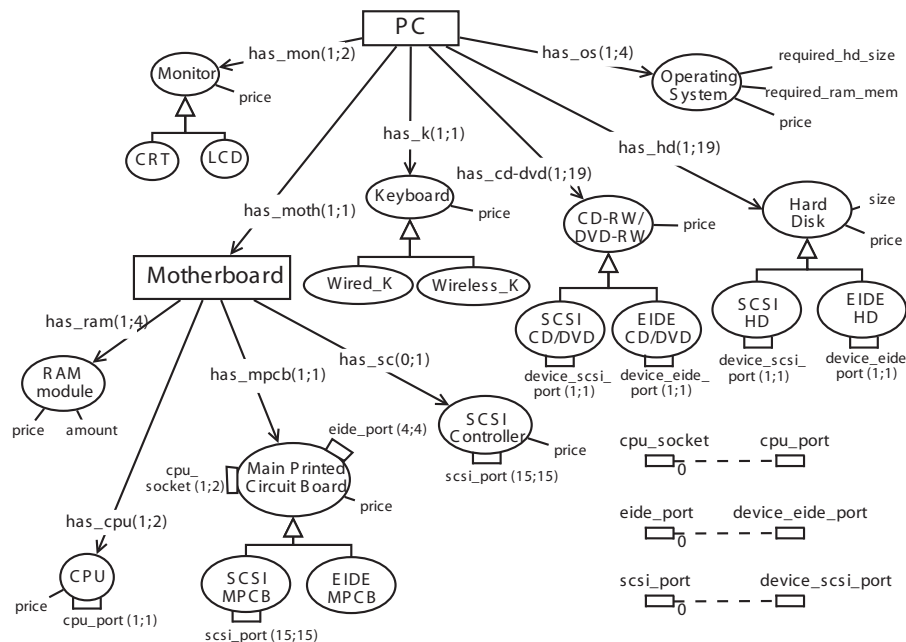 PC
has_mon(1;2)
has_os(1;4)
required_hd_size
Monitor
Operating
System
required_ram_mem
price
price
CRT
LCD
has_k(1;1)
has_hd(1;19)
has_cd-dvd(1;19)
Keyboard
price
has_moth(1;1)
CD-RW/
DVD-RW
price
Hard
Disk
size
price
Motherboard
Wired_K
Wireless_K
SCSI
CD/DVD
EIDE
CD/DVD
SCSI
HD
EIDE
HD
has_ram(1;4)
has_mpcb(1;1)
has_sc(0;1)
device_scsi_
port (1;1)
device_eide_
port (1;1)
device_scsi_
port (1;1)
device_eide_
port (1;1)
RAM
module
price
amount
eide_port (4;4)
SCSI
Controller
price
scsi_port (15;15)
cpu_
socket (1;2)
Main Printed
Circuit Board
price
cpu_socket
cpu_port
0
has_cpu(1;2)
eide_port
device_eide_port
0
CPU
price
cpu_port (1;1)
SCSI
MPCB
EIDE
MPCB
scsi_port (15;15)
scsi_port
device_scsi_port
0